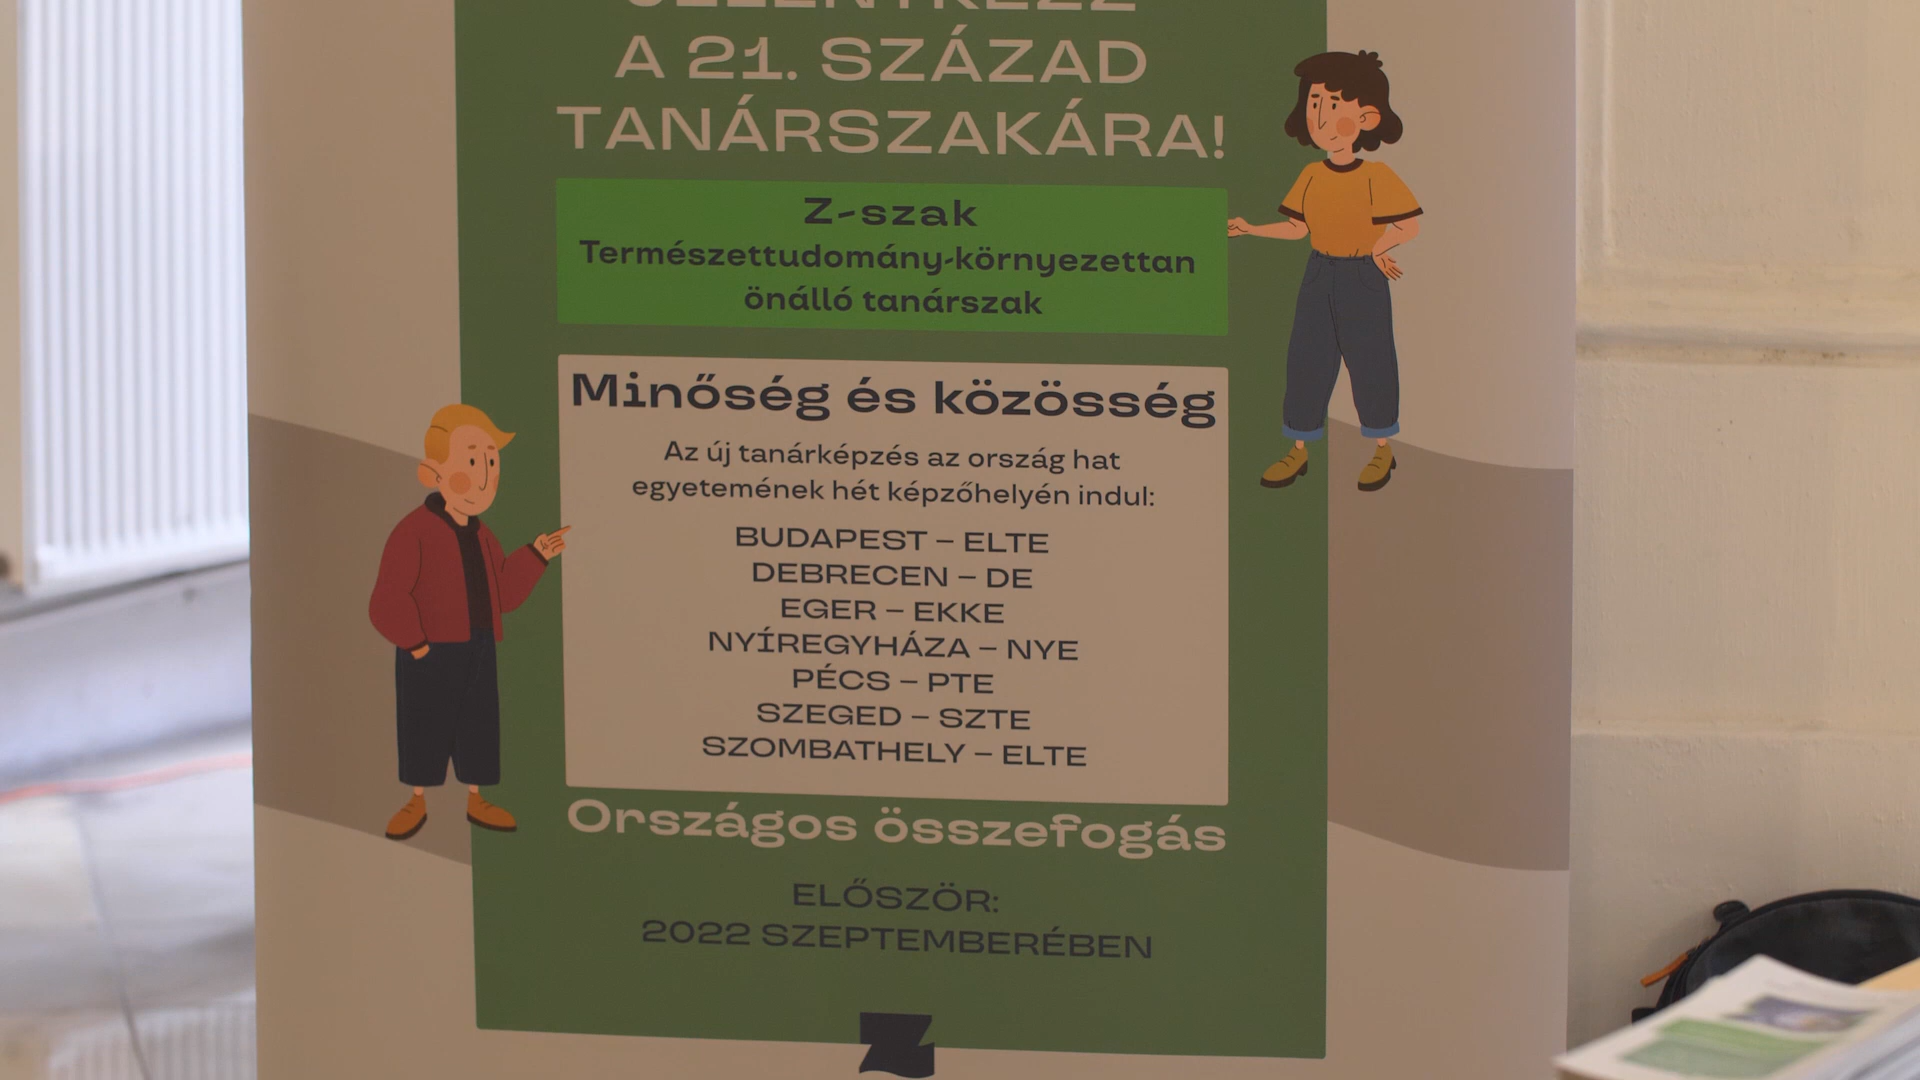 JELENTKEZZ
A 21. SZÁZAD
TANÁRSZAKÁRA!
Z-szak
Természettudomány-környezettan
önálló tanárszak
Minőség és közösség
Az új tanárképzés az ország hat
egyetemének hét képzőhelyén indul:
BUDAPEST – ELTE
DEBRECEN – DE
EGER – EKKE
NYÍREGYHÁZA – NYE
PÉCS – PTE
SZEGED – SZTE
SZOMBATHELY – ELTE
Országos összefogás
ELŐSZÖR:
2022 SZEPTEMBERÉBEN
Z